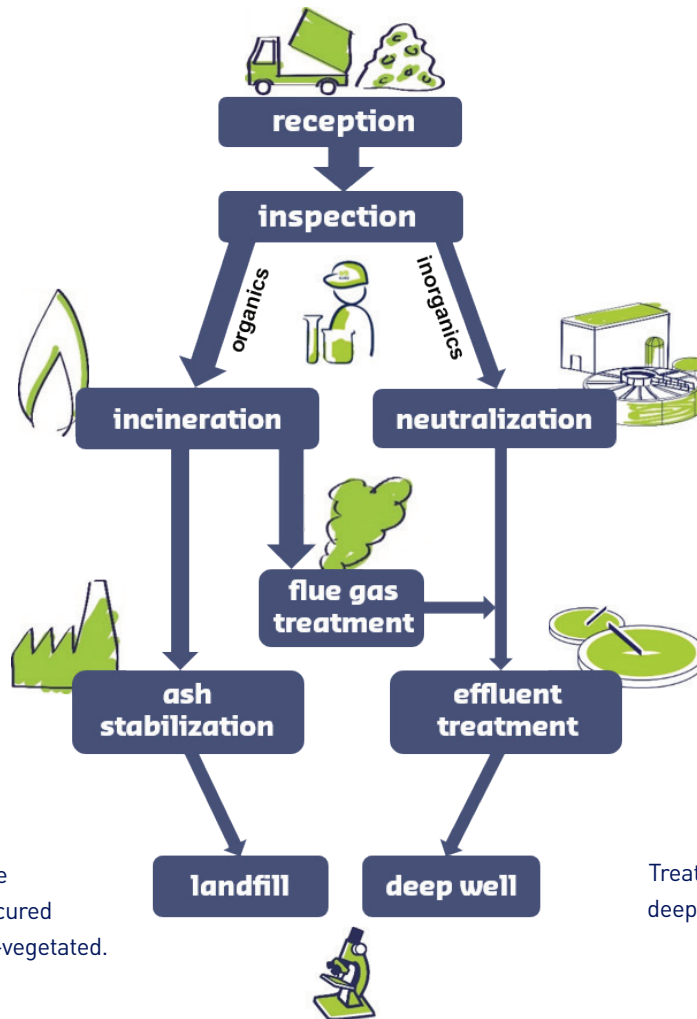 reception
inspection
organics
inorganics
incineration
neutralization
flue gas
treatment
ash
stabilization
effluent
treatment
landfill
deep well
e
cured
-vegetated.
Treat
deep